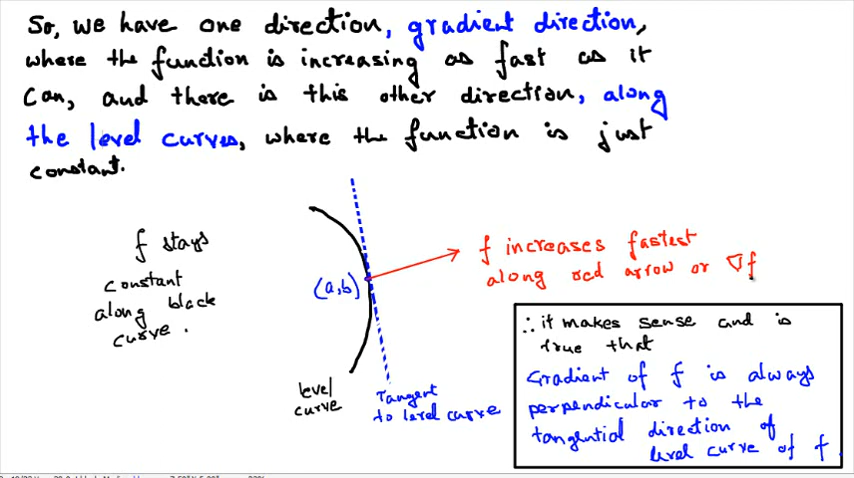 So, we have one direction, gradient direction,
where the function is increasing as fast as it
can, and there is this other direction, along
the level curves, where the function is just
constant.
f stays
constant
along black
curve.
(a,b)
level
curve
Tangent
to level curve
f increases fastest
along red arrow or ∇f
∴ it makes sense and is
true that
Gradient of f is always
perpendicular to the
tangential direction of
level curve of f.